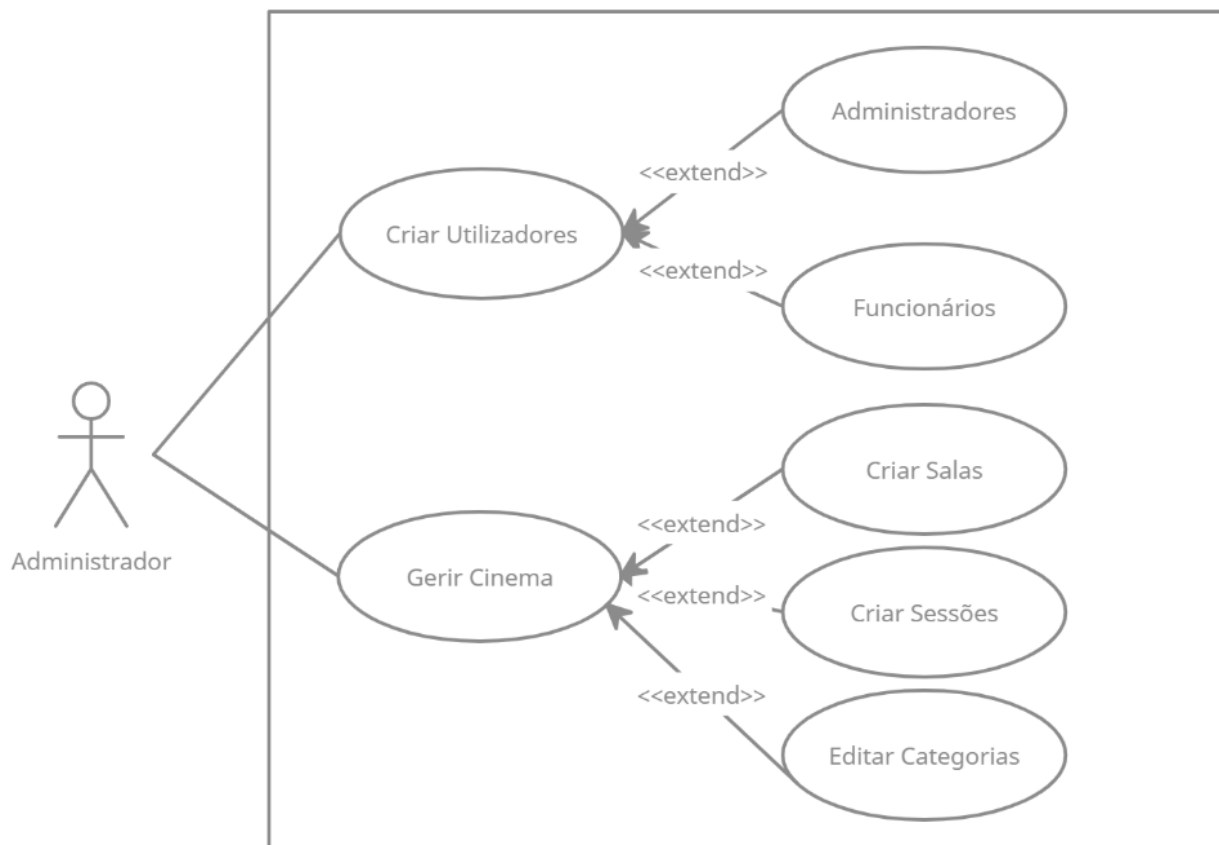 Administradores
<<extend>>
Criar Utilizadores
<<extend>>
Funcionários
Criar Salas
<<extend>>
Administrador
Gerir Cinema
<<extend>>
Criar Sessões
<<extend>>
Editar Categorias